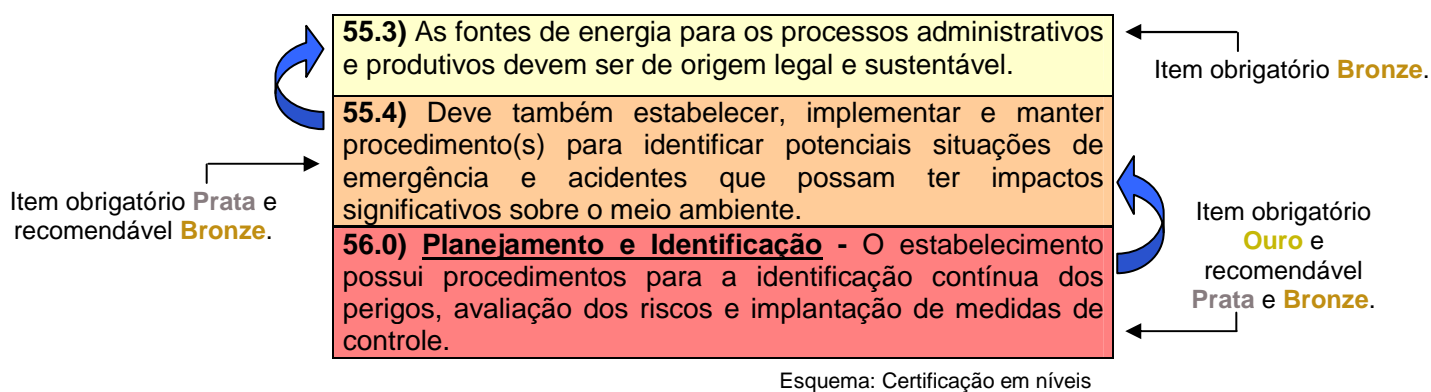 55.3) As fontes de energia para os processos administrativos
e produtivos devem ser de origem legal e sustentável.
Item obrigatório Bronze.
55.4) Deve também estabelecer, implementar e manter
procedimento(s) para identificar potenciais situações de
emergência e acidentes que possam ter impactos
significativos sobre o meio ambiente.
Item obrigatório Prata e
recomendável Bronze.
56.0) Planejamento e Identificação - O estabelecimento
possui procedimentos para a identificação contínua dos
perigos, avaliação dos riscos e implantação de medidas de
controle.
Item obrigatório
Ouro e
recomendável
Prata e Bronze.
Esquema: Certificação em níveis